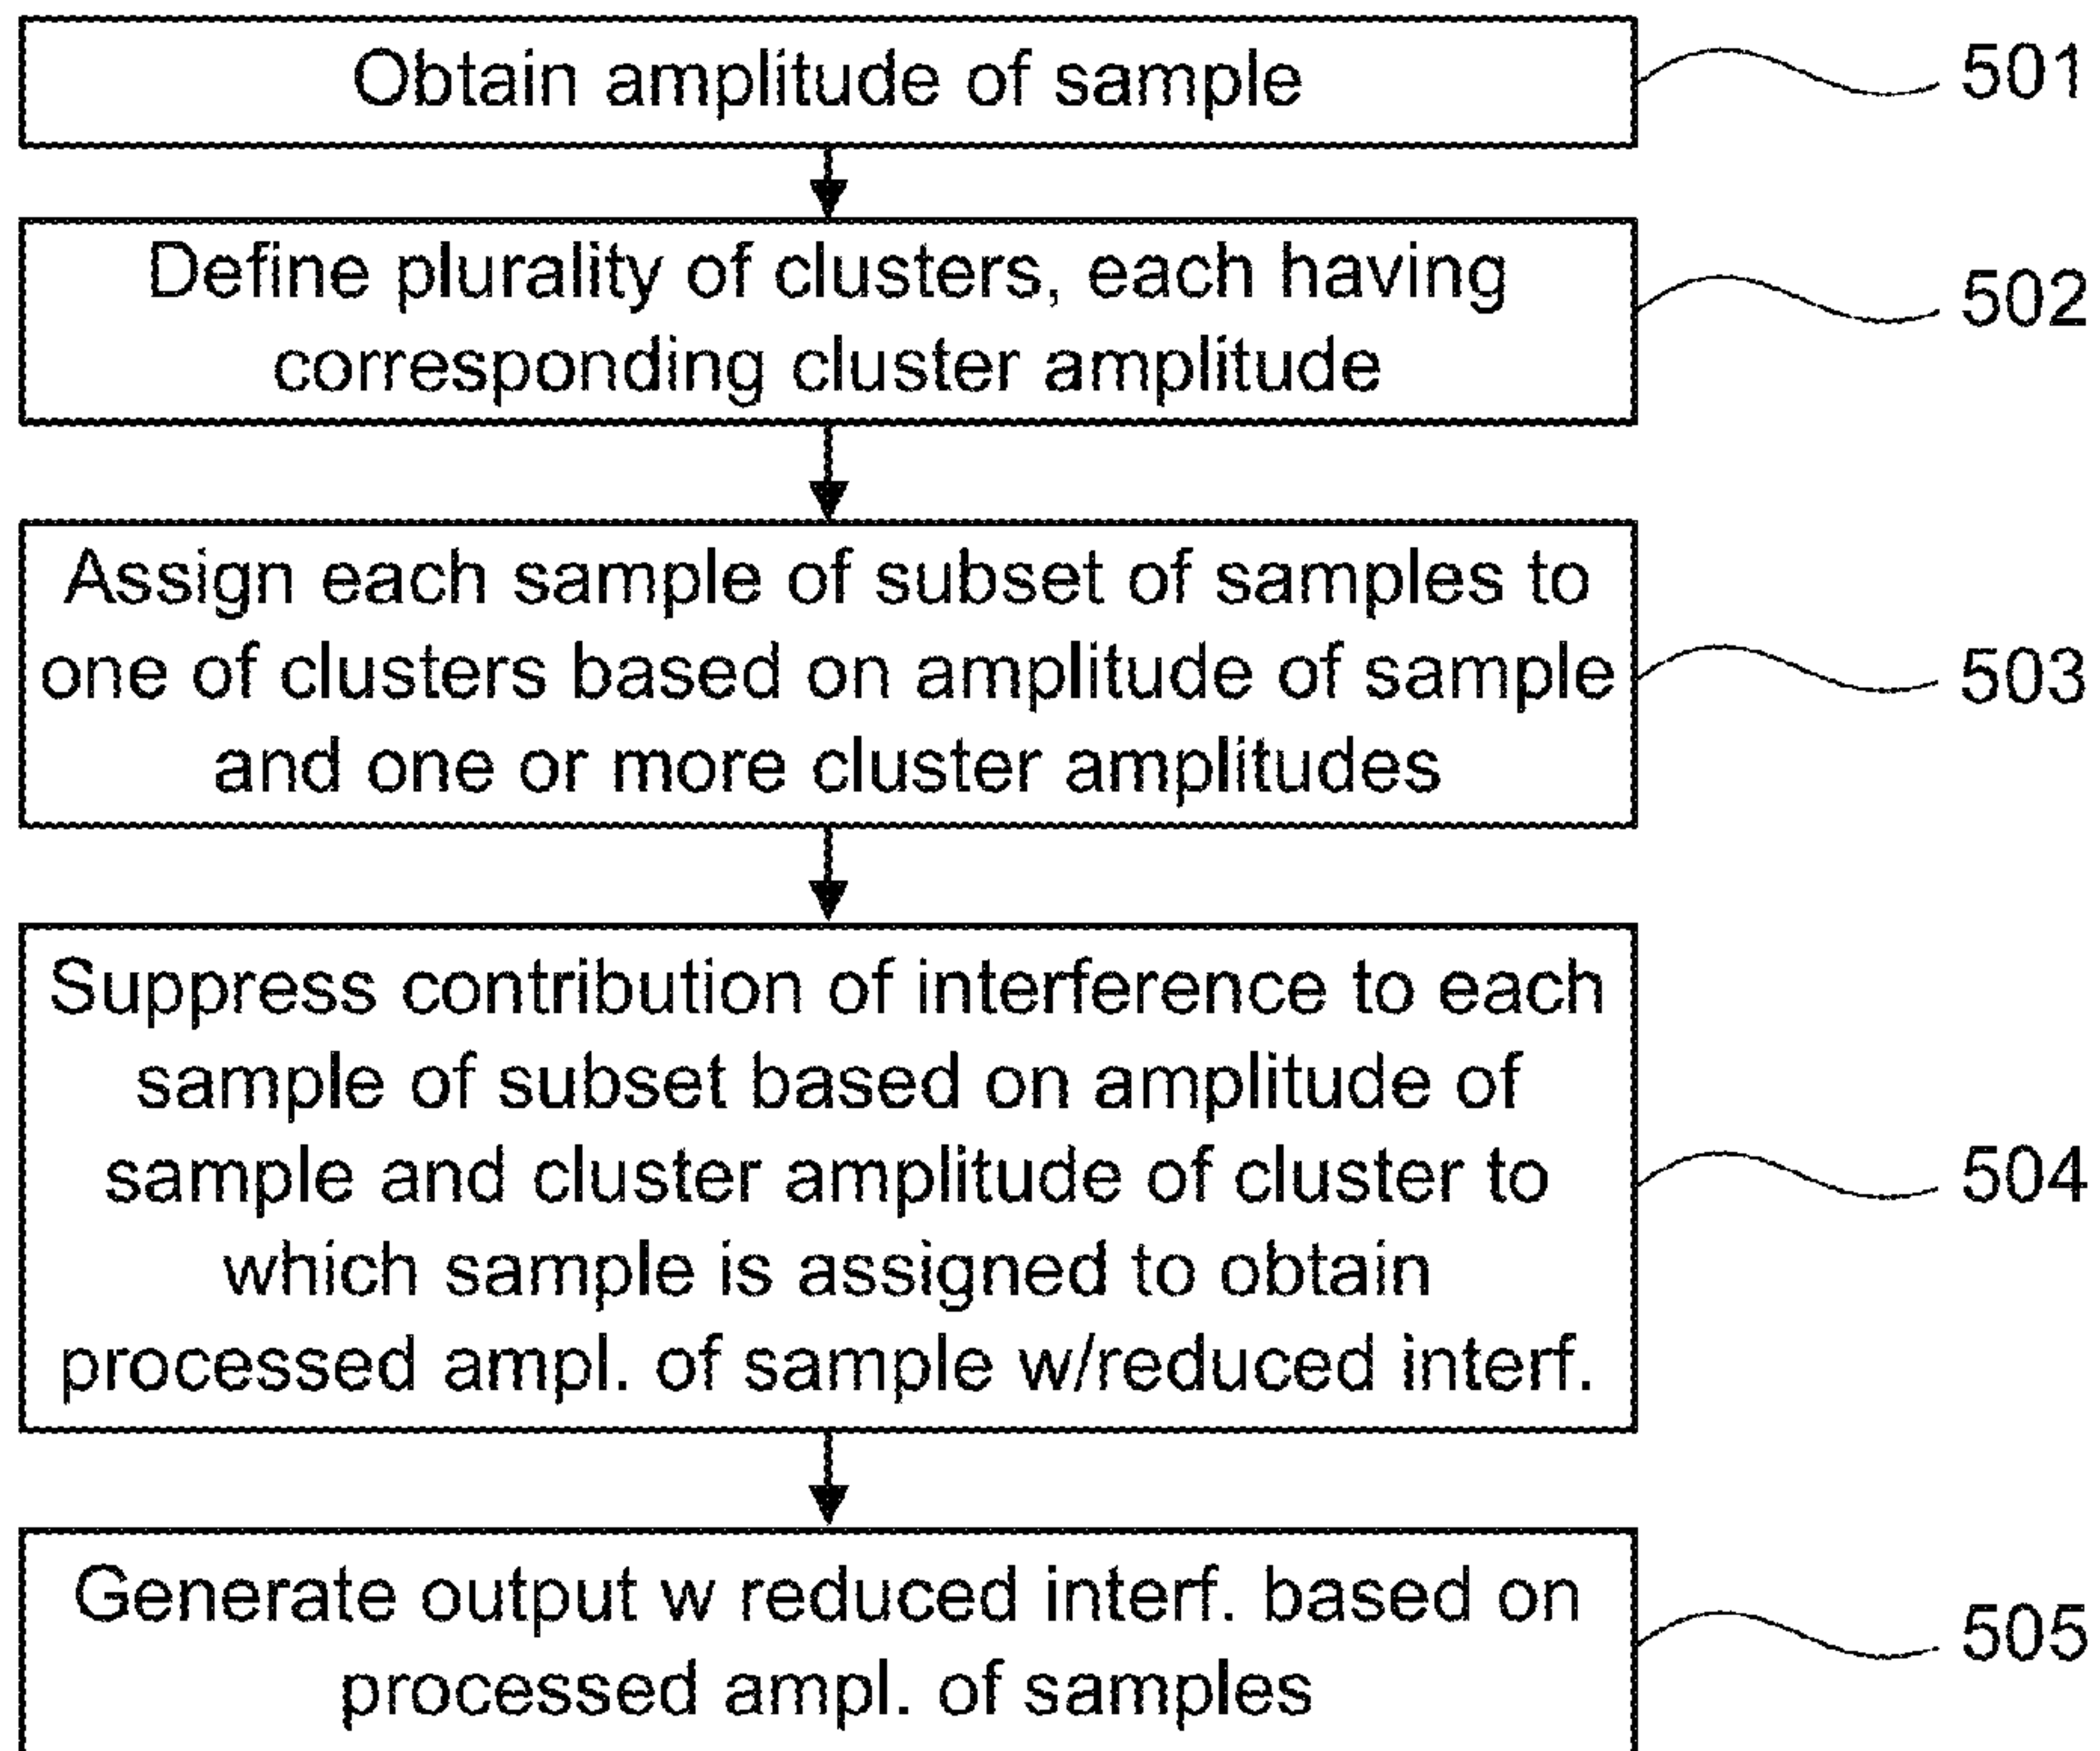 Obtain amplitude of sample
501
Define plurality of clusters, each having
corresponding cluster amplitude
502
Assign each sample of subset of samples to
one of clusters based on amplitude of sample
and one or more cluster amplitudes
503
Suppress contribution of interference to each
sample of subset based on amplitude of
sample and cluster amplitude of cluster to
which sample is assigned to obtain
processed ampl. of sample w/reduced interf.
504
Generate output w reduced interf. based on
processed ampl. of samples
505